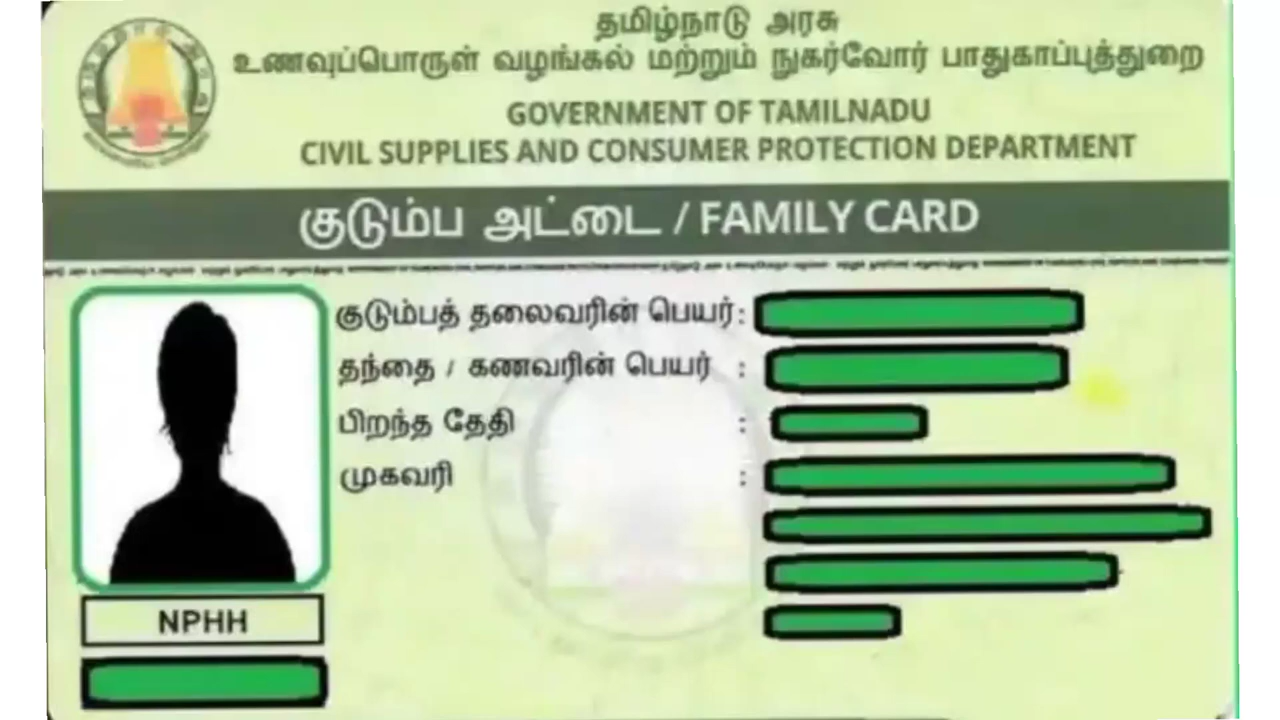 தமிழ்நாடு அரசு
உணவுப்பொருள் வழங்கல் மற்றும் நுகர்வோர் பாதுகாப்புத்துறை
GOVERNMENT OF TAMILNADU
CIVIL SUPPLIES AND CONSUMER PROTECTION DEPARTMENT
குடும்ப அட்டை / FAMILY CARD
குடும்பத் தலைவரின் பெயர் :
தந்தை / கணவரின் பெயர் :
பிறந்த தேதி :
முகவரி :
NPHH